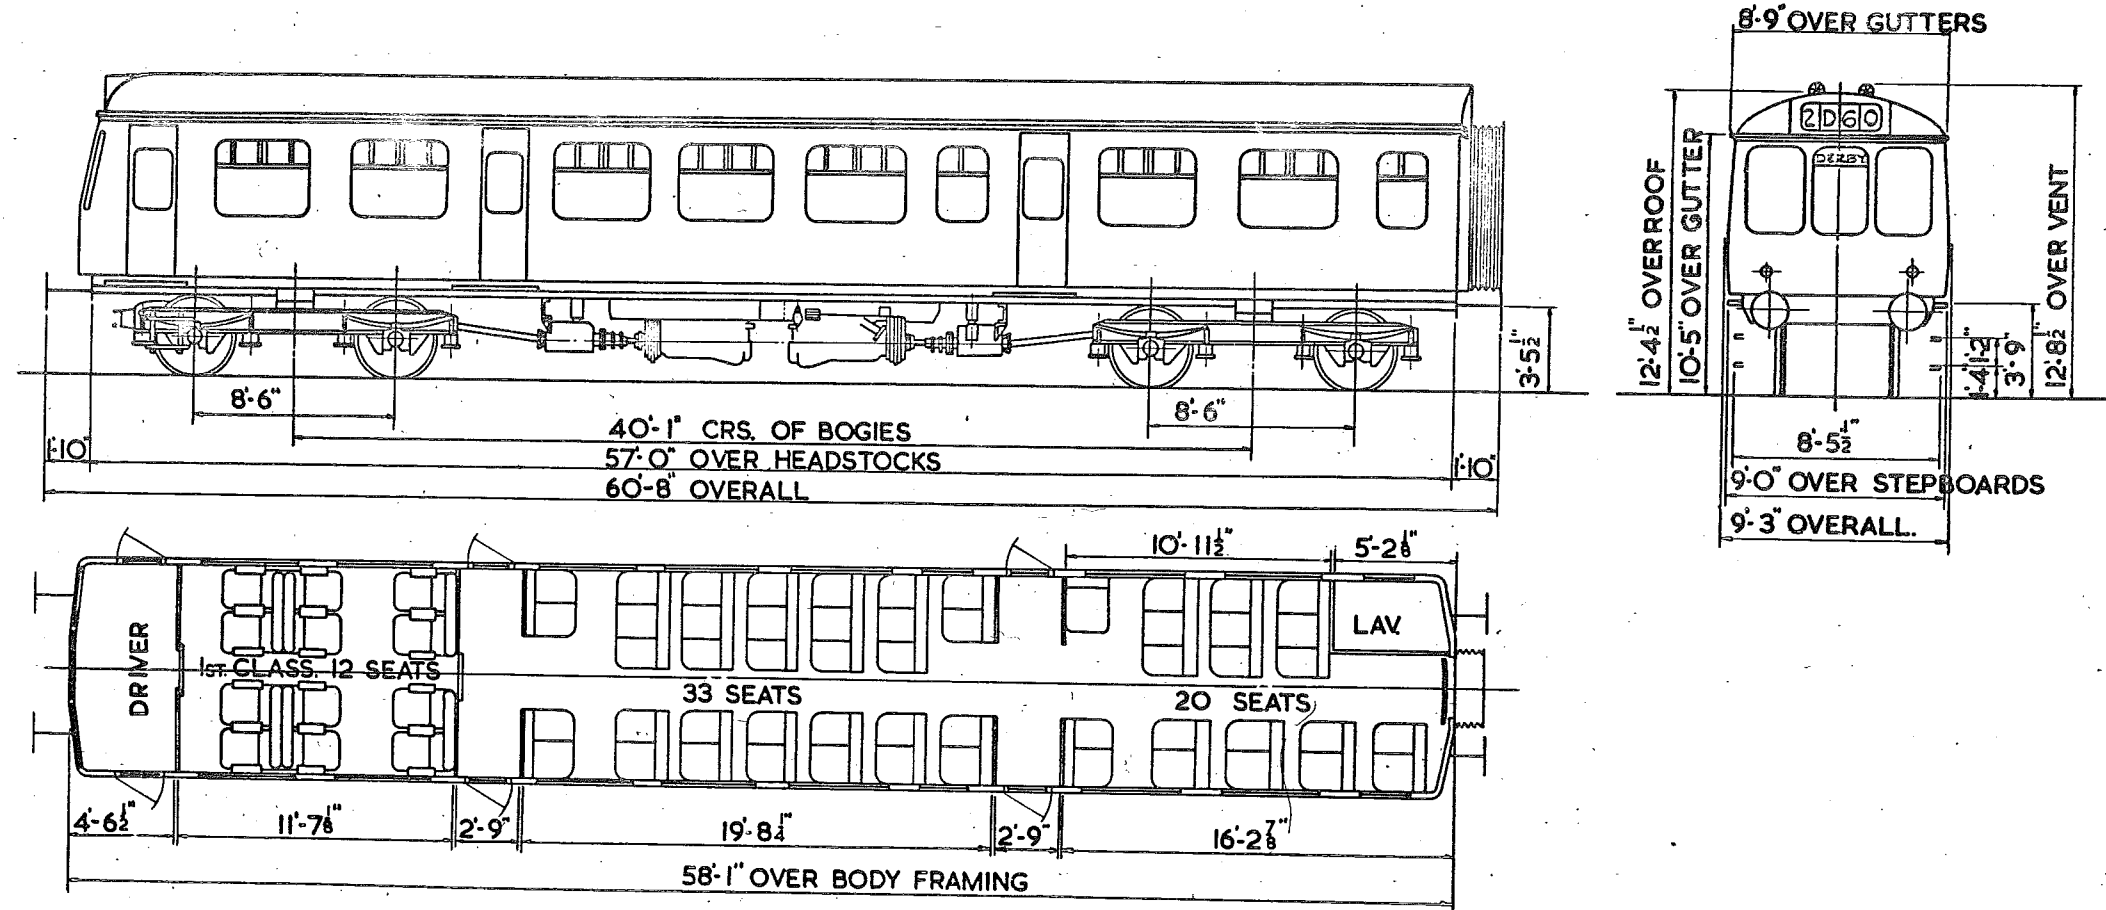 8'-9" OVER GUTTERS
2D60
DERBY
12'-4½" OVERROOF
10'-5" OVER GUTTER
12'-8½" OVER VENT
3'-9"
1'-4"
1'-2"
8'-5½"
9'-0" OVER STEPBOARDS
9'-3" OVERALL.
3'-5½"
8'-6"
8'-6"
40'-1" CRS. OF BOGIES
1'-10"
57'-0" OVER HEADSTOCKS
1'-10"
60'-8" OVERALL
10'-11½"
5'-2⅛"
DRIVER
1ST. CLASS. 12 SEATS
33 SEATS
20 SEATS
LAV.
4'-6½"
11'-7⅛"
2'-9"
19'-8¼"
2'-9"
16'-2⅞"
58'-1" OVER BODY FRAMING